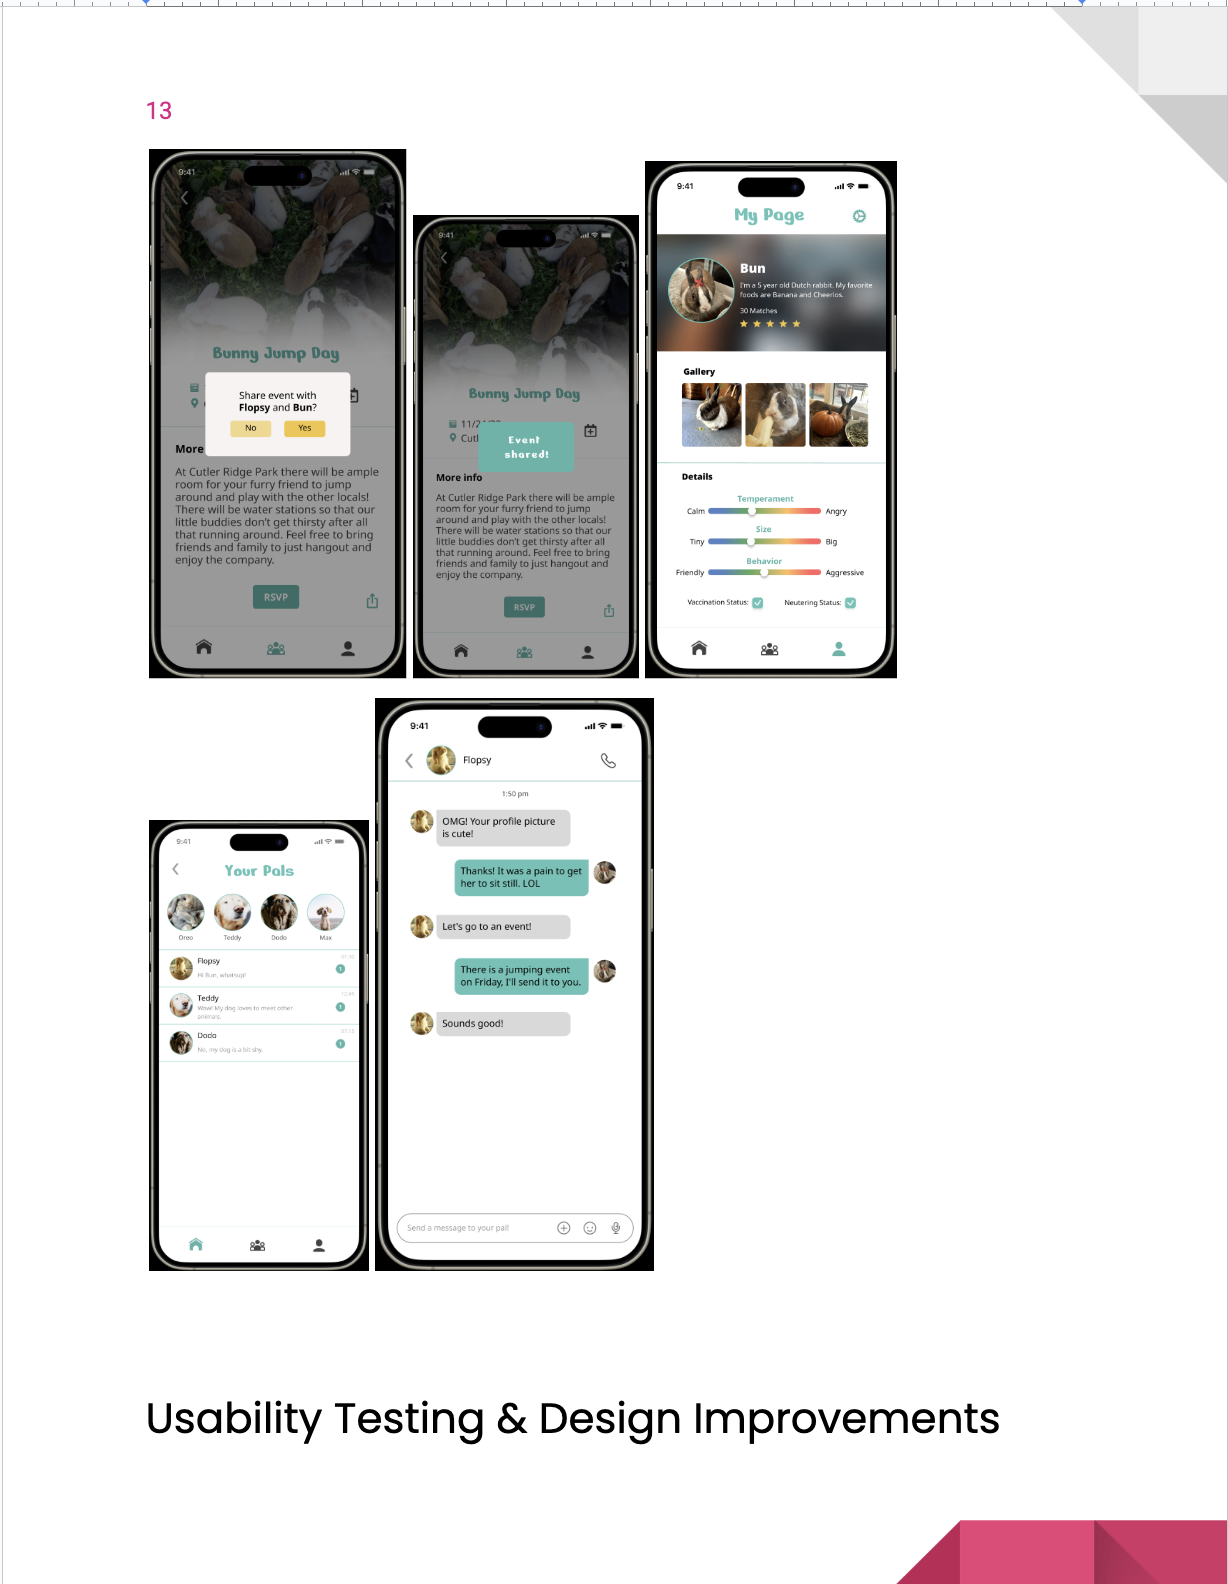 13
9:41
Bunny Jump Day
Share event with
Flopsy and Bun?
No
Yes
More
At Cutler Ridge Park there will be ample
room for your furry friend to jump
around and play with the other locals!
There will be water stations so that our
little buddies don't get thirsty after all
that running around. Feel free to bring
friends and family to just hangout and
enjoy the company.
RSVP
9:41
Bunny Jump Day
Event
shared!
More info
At Cutler Ridge Park there will be ample
room for your furry friend to jump
around and play with the other locals!
There will be water stations so that our
little buddies don't get thirsty after all
that running around. Feel free to bring
friends and family to just hangout and
enjoy the company.
RSVP
9:41
My Page
Bun
I'm a 5 year old Dutch rabbit. My favorite
foods are Banana and Cheerios.
30 Matches
Gallery
Details
Temperament
Calm
Angry
Size
Tiny
Big
Behavior
Friendly
Aggressive
Vaccination Status:
Neutering Status:
9:41
Your Pals
Oreo
Teddy
Dodo
Max
Flopsy
Hi Bun, whatsup!
1
Teddy
Wow! My dog loves to meet other
animals.
1
Dodo
No, my dog is a bit shy.
1
9:41
Flopsy
1:50 pm
OMG! Your profile picture
is cute!
Thanks! It was a pain to get
her to sit still. LOL
Let's go to an event!
There is a jumping event
on Friday, I'll send it to you.
Sounds good!
Send a message to your pal!
Usability Testing & Design Improvements